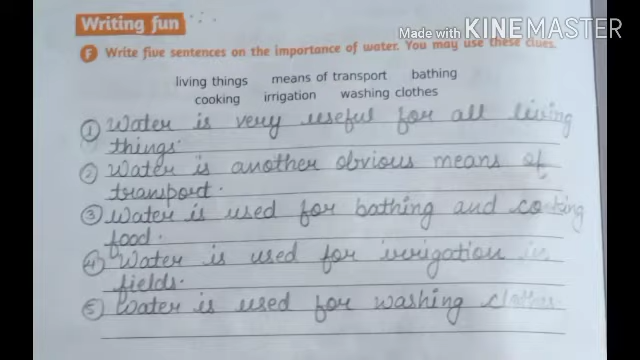 Writing fun
Made with KINEMASTER
F Write five sentences on the importance of water. You may use these clues.
living things means of transport bathing
cooking irrigation washing clothes
① Water is very useful for all living
things.
② Water is another obvious means of
transport.
③ Water is used for bathing and cooking
food.
④ Water is used for irrigation in
fields.
⑤ Water is used for washing clothes.